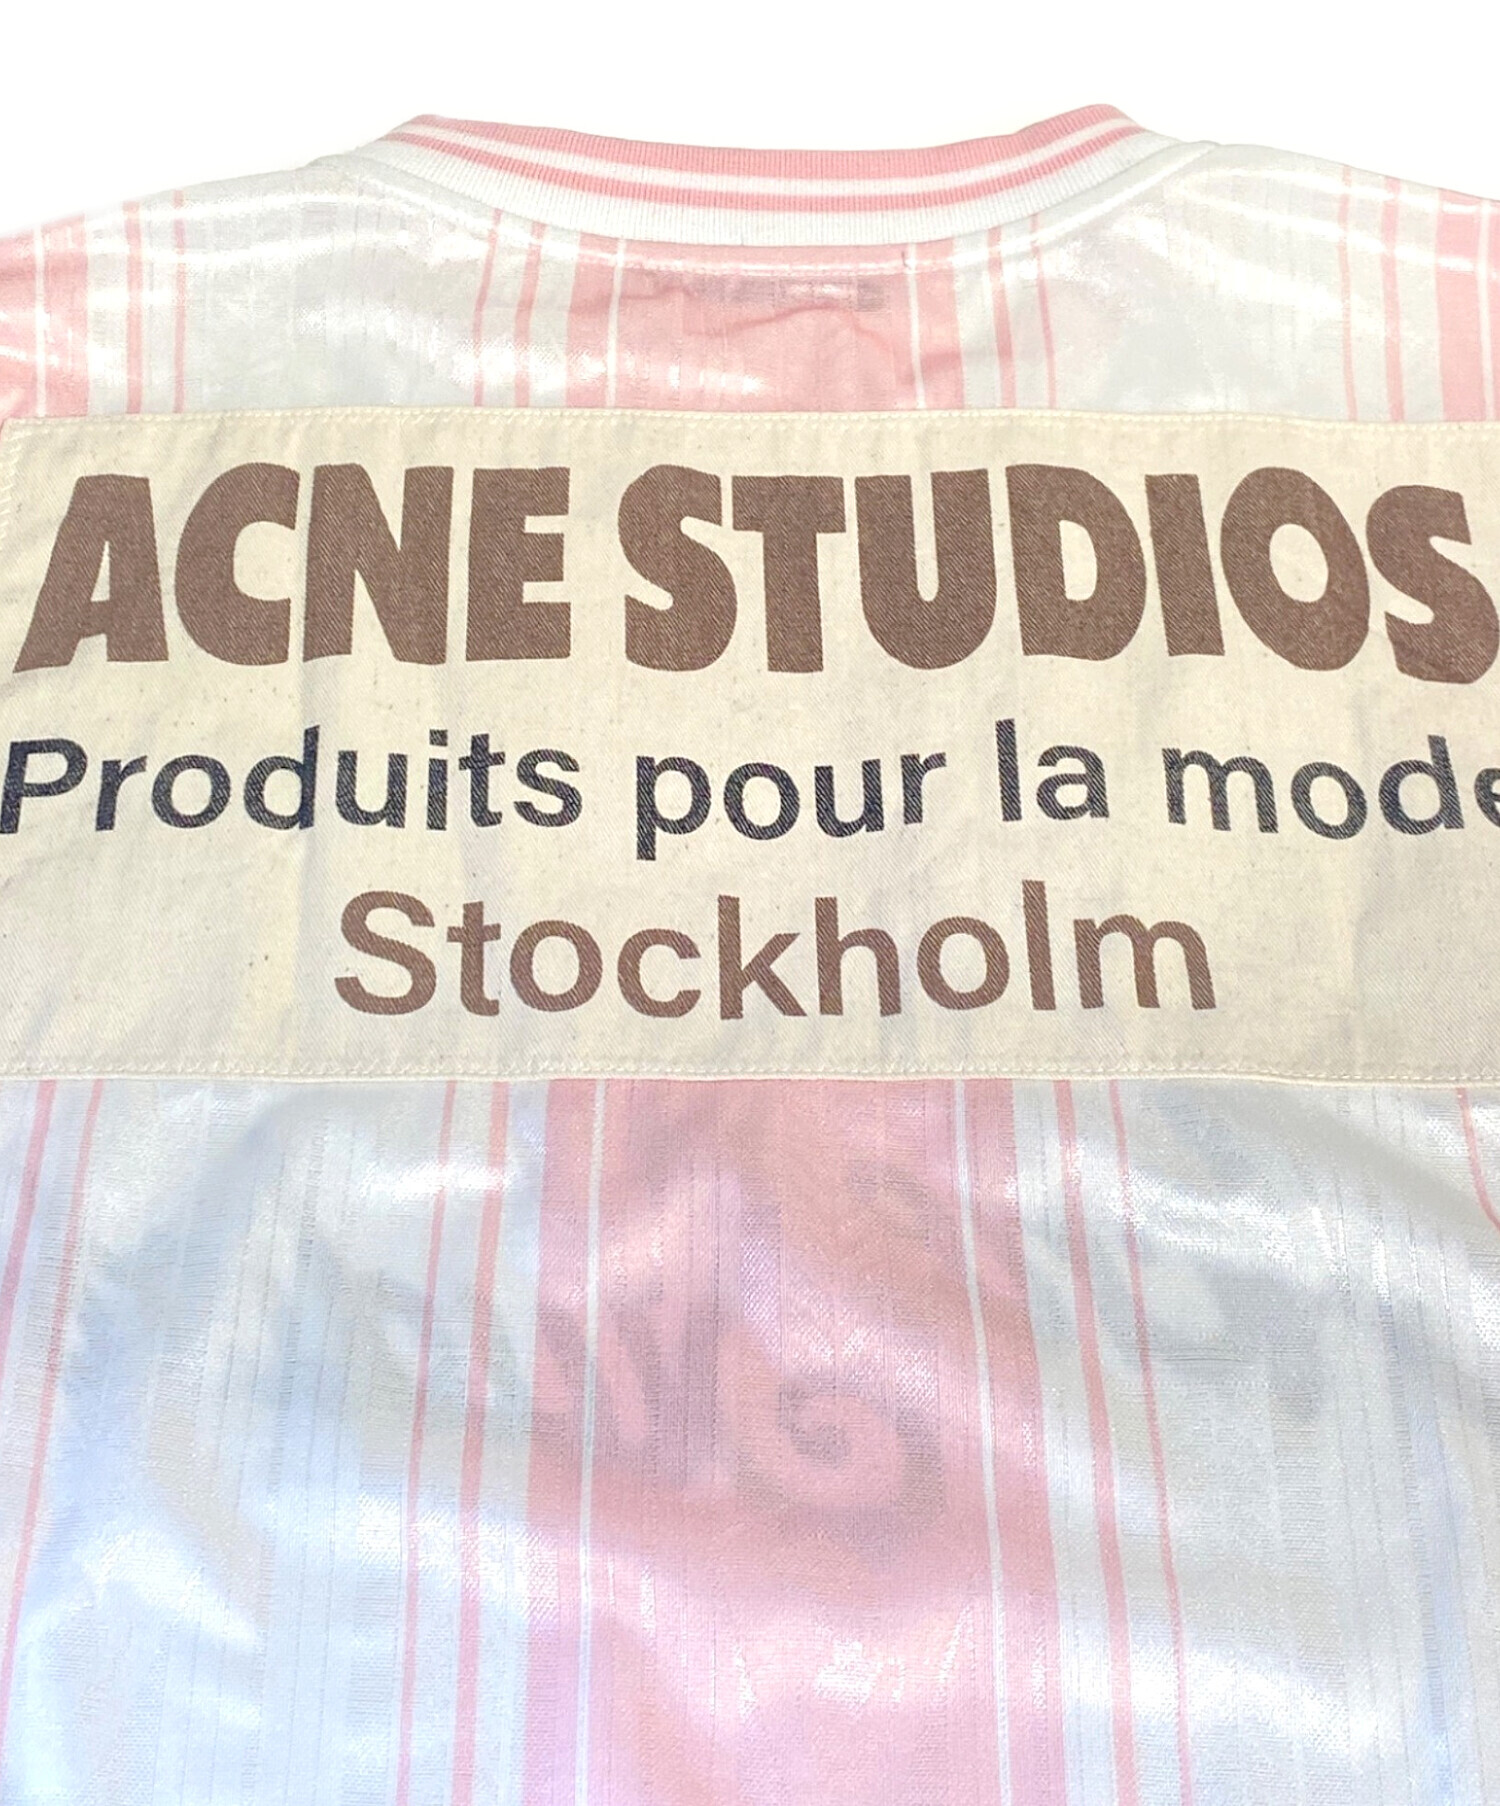 ACNE STUDIOS
Produits pour la mode
Stockholm